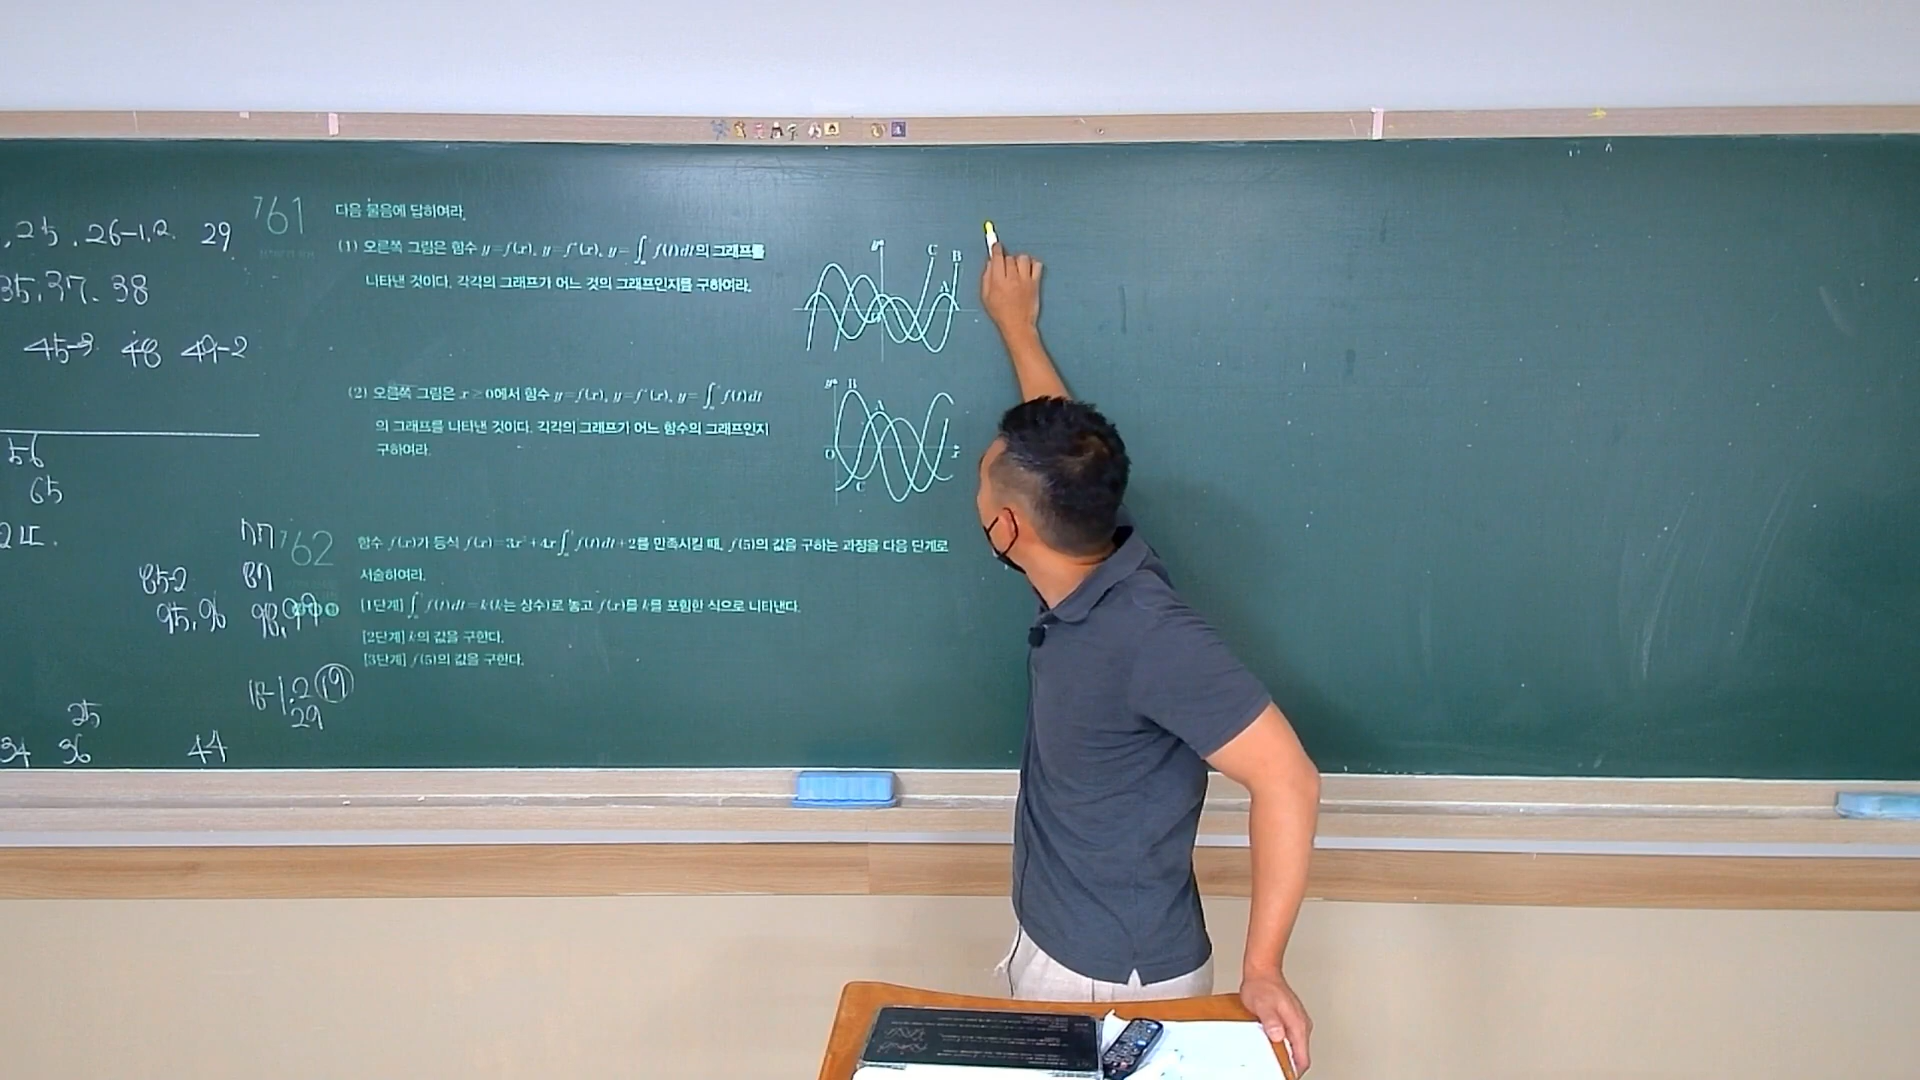 , 25, 26-1, 2. 29
35, 37. 38
45-3 48 49-2
56
65
85-2 87
95, 96 98, 99
18-1, 2 19
29
25
34 36 44
761 다음 물음에 답하여라.
(1) 오른쪽 그림은 함수 y=f(x), y=f'(x), y=∫ f(t)dt의 그래프를
나타낸 것이다. 각각의 그래프가 어느 것의 그래프인지를 구하여라.
y C B
A
(2) 오른쪽 그림은 x≥0에서 함수 y=f(x), y=f'(x), y=∫ f(t)dt
의 그래프를 나타낸 것이다. 각각의 그래프가 어느 함수의 그래프인지
구하여라.
y B
A
O x
C
762 함수 f(x)가 등식 f(x)=3x²+4x∫ f(t)dt+2를 만족시킬 때, f(5)의 값을 구하는 과정을 다음 단계로
서술하여라.
[1단계] ∫ f(t)dt=k(k는 상수)로 놓고 f(x)를 k를 포함한 식으로 나타낸다.
[2단계] k의 값을 구한다.
[3단계] f(5)의 값을 구한다.